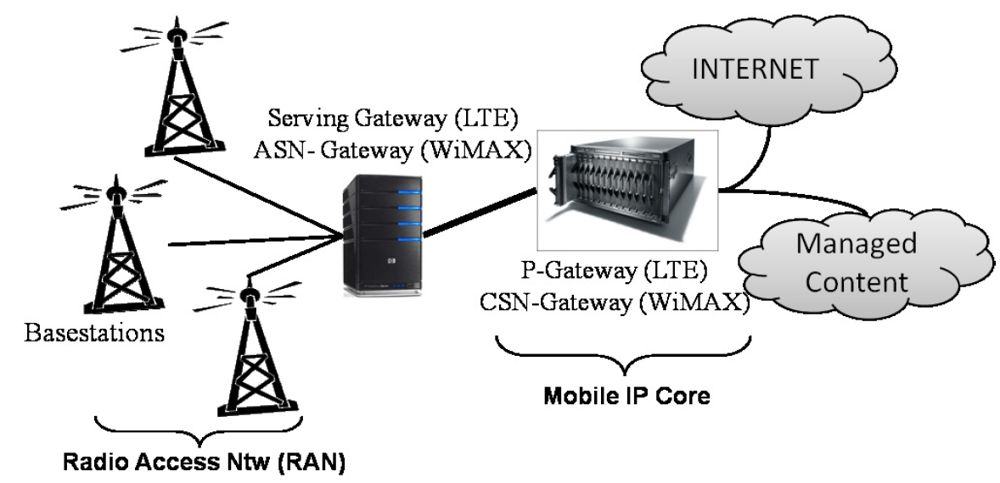 INTERNET
Serving Gateway (LTE)
ASN- Gateway (WiMAX)
Managed
Content
P-Gateway (LTE)
CSN-Gateway (WiMAX)
Basestations
Mobile IP Core
Radio Access Ntw (RAN)